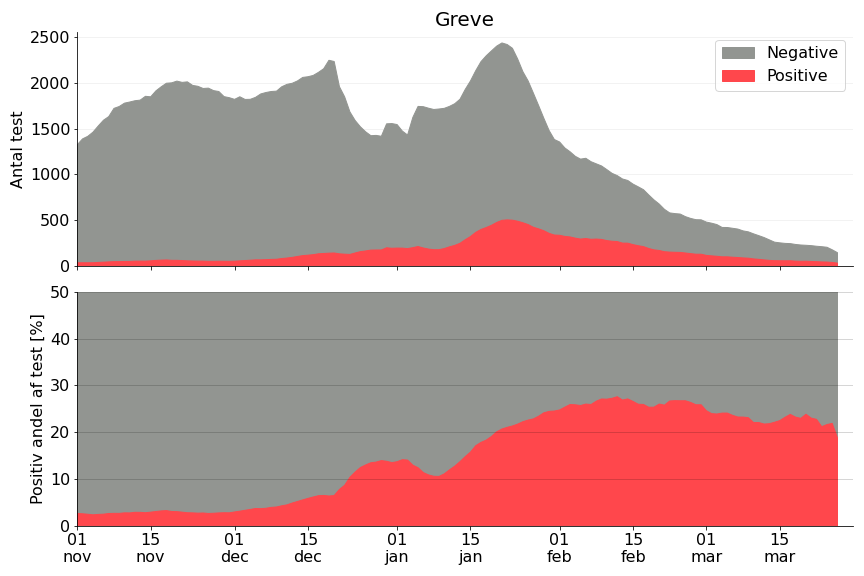 Greve
Antal test
2500
2000
1500
1000
500
0
Negative
Positive
Positiv andel af test [%]
50
40
30
20
10
0
01 15 01 15 01 15 01 15 01 15
nov nov dec dec jan jan feb feb mar mar